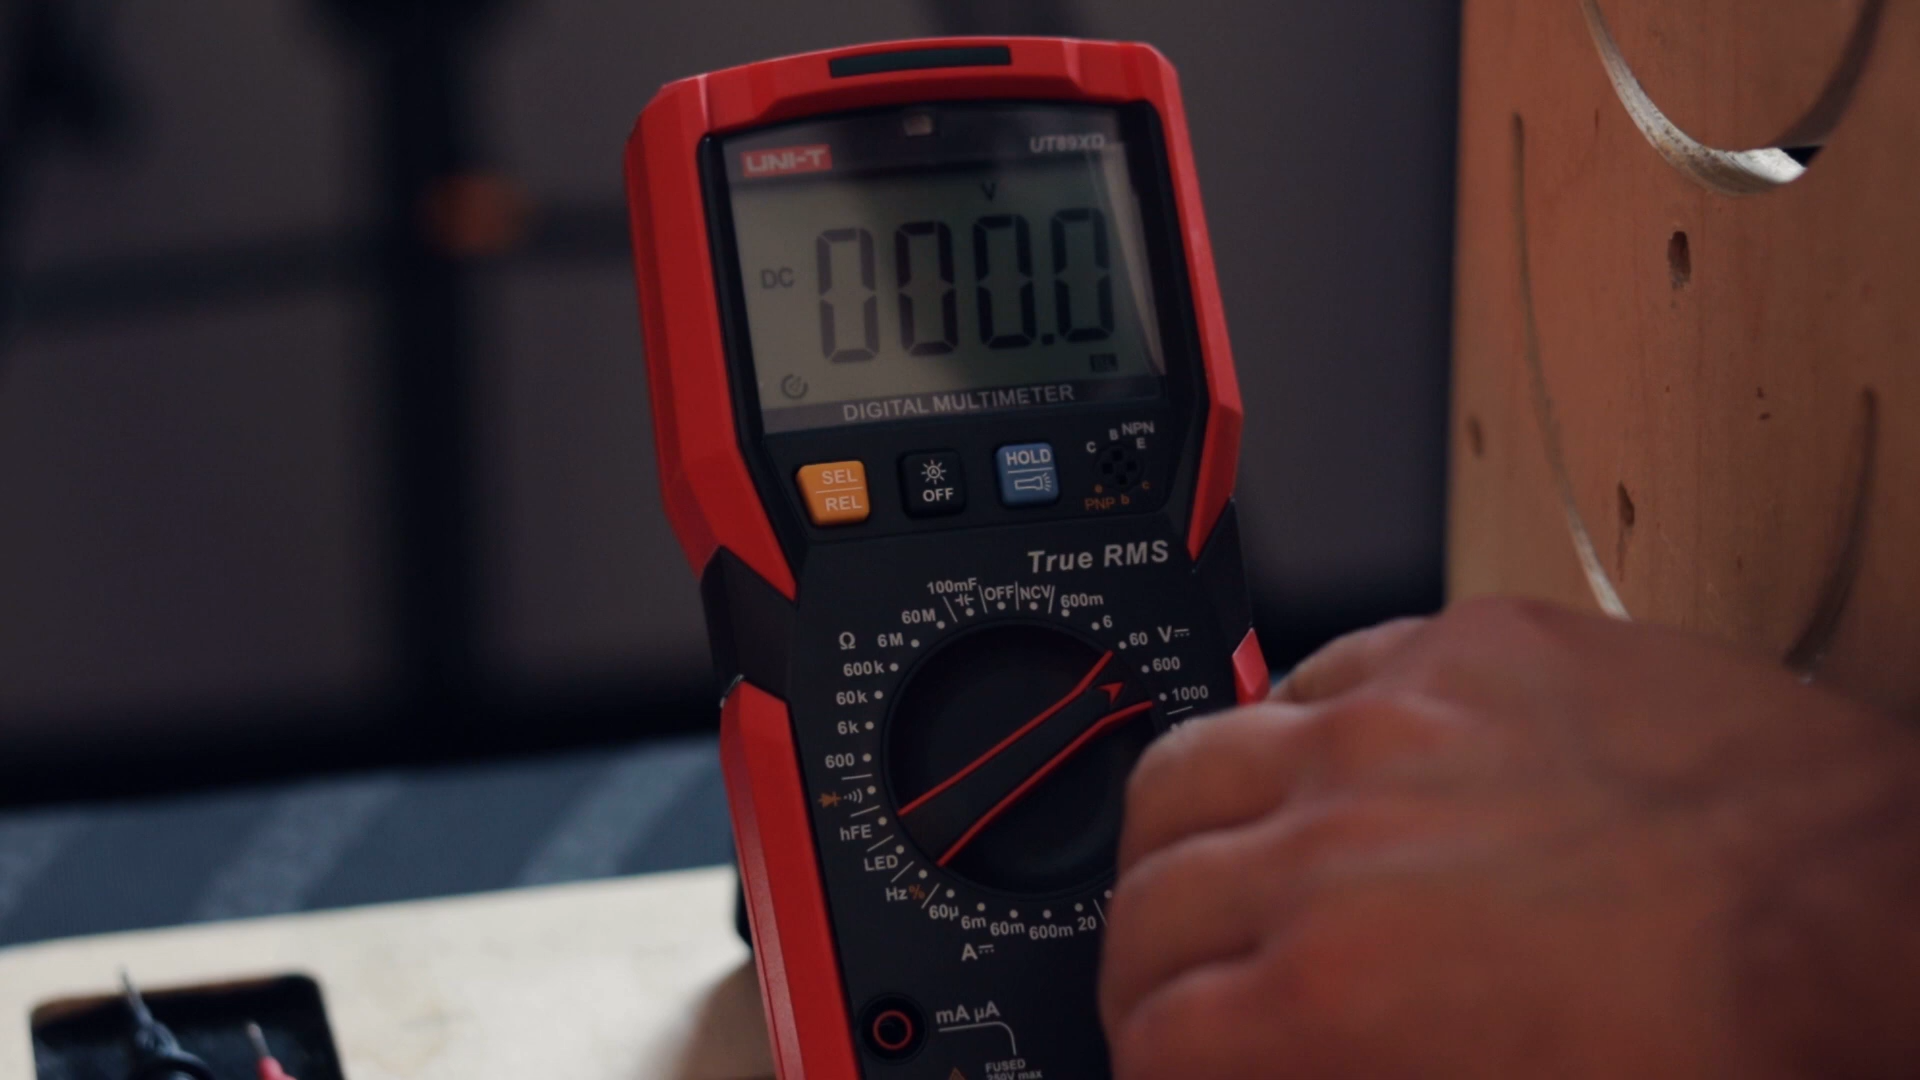 UNI-T UT89XD
V
DC 000.0
DIGITAL MULTIMETER
SEL
REL
OFF
HOLD
C B NPN E
PNP e b c
True RMS
100mF OFF NCV 600m
60M 6
Ω 6M 60 V
600k 600
60k 1000
6k
600
hFE
LED
Hz%
60µ 6m 60m 600m 20
A
mA µA
FUSED
250V max